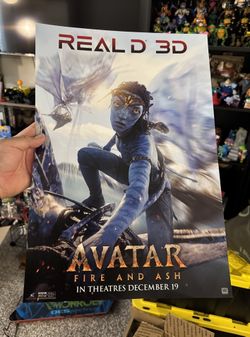 REAL D 3D
AVATAR
FIRE AND ASH
IN THEATRES DECEMBER 19